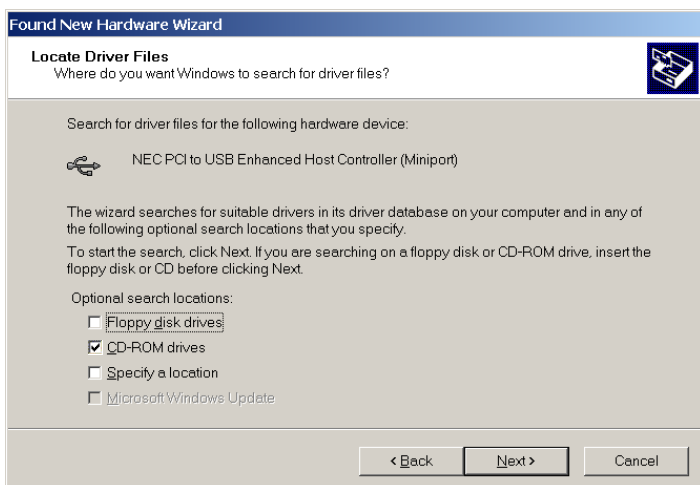 Found New Hardware Wizard
Locate Driver Files
Where do you want Windows to search for driver files?
Search for driver files for the following hardware device:
NEC PCI to USB Enhanced Host Controller (Miniport)
The wizard searches for suitable drivers in its driver database on your computer and in any of
the following optional search locations that you specify.
To start the search, click Next. If you are searching on a floppy disk or CD-ROM drive, insert the
floppy disk or CD before clicking Next.
Optional search locations:
Floppy disk drives
CD-ROM drives
Specify a location
Microsoft Windows Update
< Back Next > Cancel